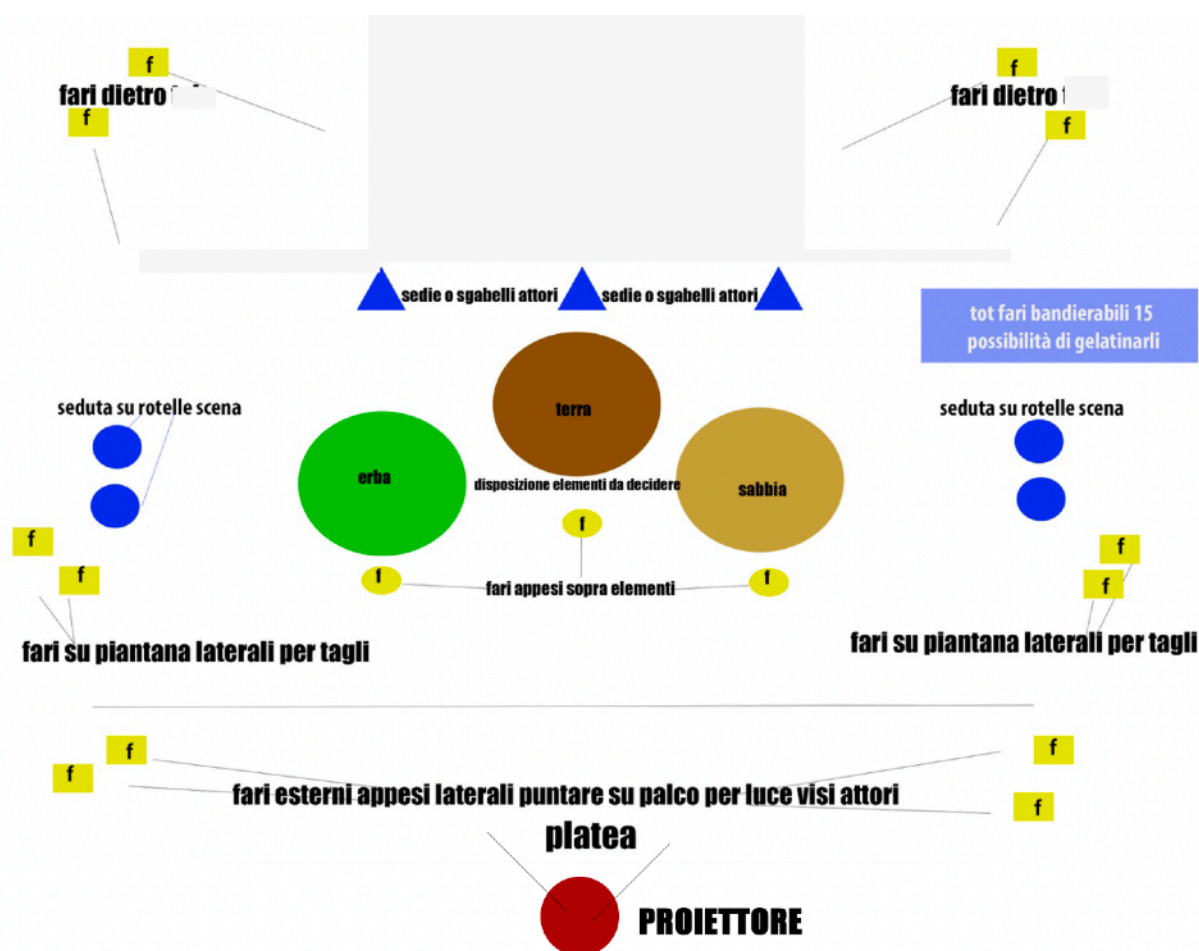 f
f
fari dietro
fari dietro
f
f
sedie o sgabelli attori
sedie o sgabelli attori
tot fari bandierabili 15
possibilità di gelatinarli
seduta su rotelle scena
terra
seduta su rotelle scena
erba
disposizione elementi da decidere
sabbia
f
f
f
f
f
f
f
fari appesi sopra elementi
fari su piantana laterali per tagli
fari su piantana laterali per tagli
f
f
f
f
fari esterni appesi laterali puntare su palco per luce visi attori
platea
PROIETTORE